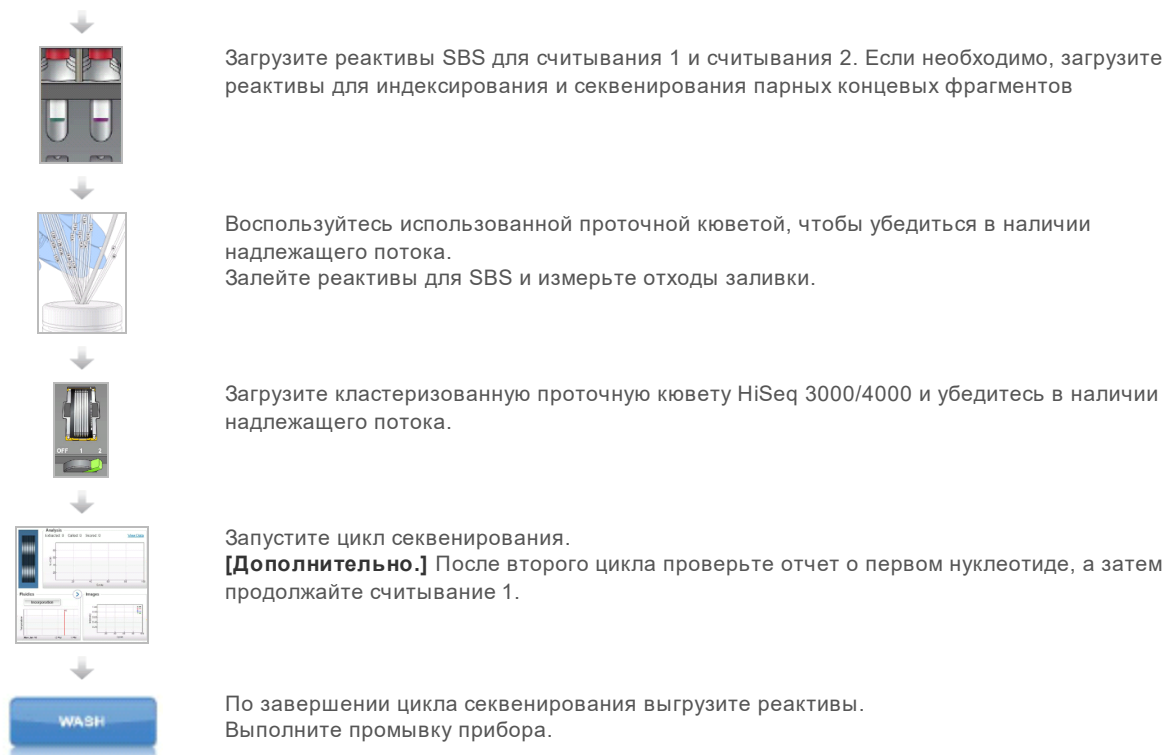 Загрузите реактивы SBS для считывания 1 и считывания 2. Если необходимо, загрузите
реактивы для индексирования и секвенирования парных концевых фрагментов
Воспользуйтесь использованной проточной кюветой, чтобы убедиться в наличии
надлежащего потока.
Залейте реактивы для SBS и измерьте отходы заливки.
Загрузите кластеризованную проточную кювету HiSeq 3000/4000 и убедитесь в наличии
надлежащего потока.
OFF 1 2
Analysis
Запустите цикл секвенирования.
[Дополнительно.] После второго цикла проверьте отчет о первом нуклеотиде, а затем
продолжайте считывание 1.
Images
Incorporation
По завершении цикла секвенирования выгрузите реактивы.
WASH
Выполните промывку прибора.